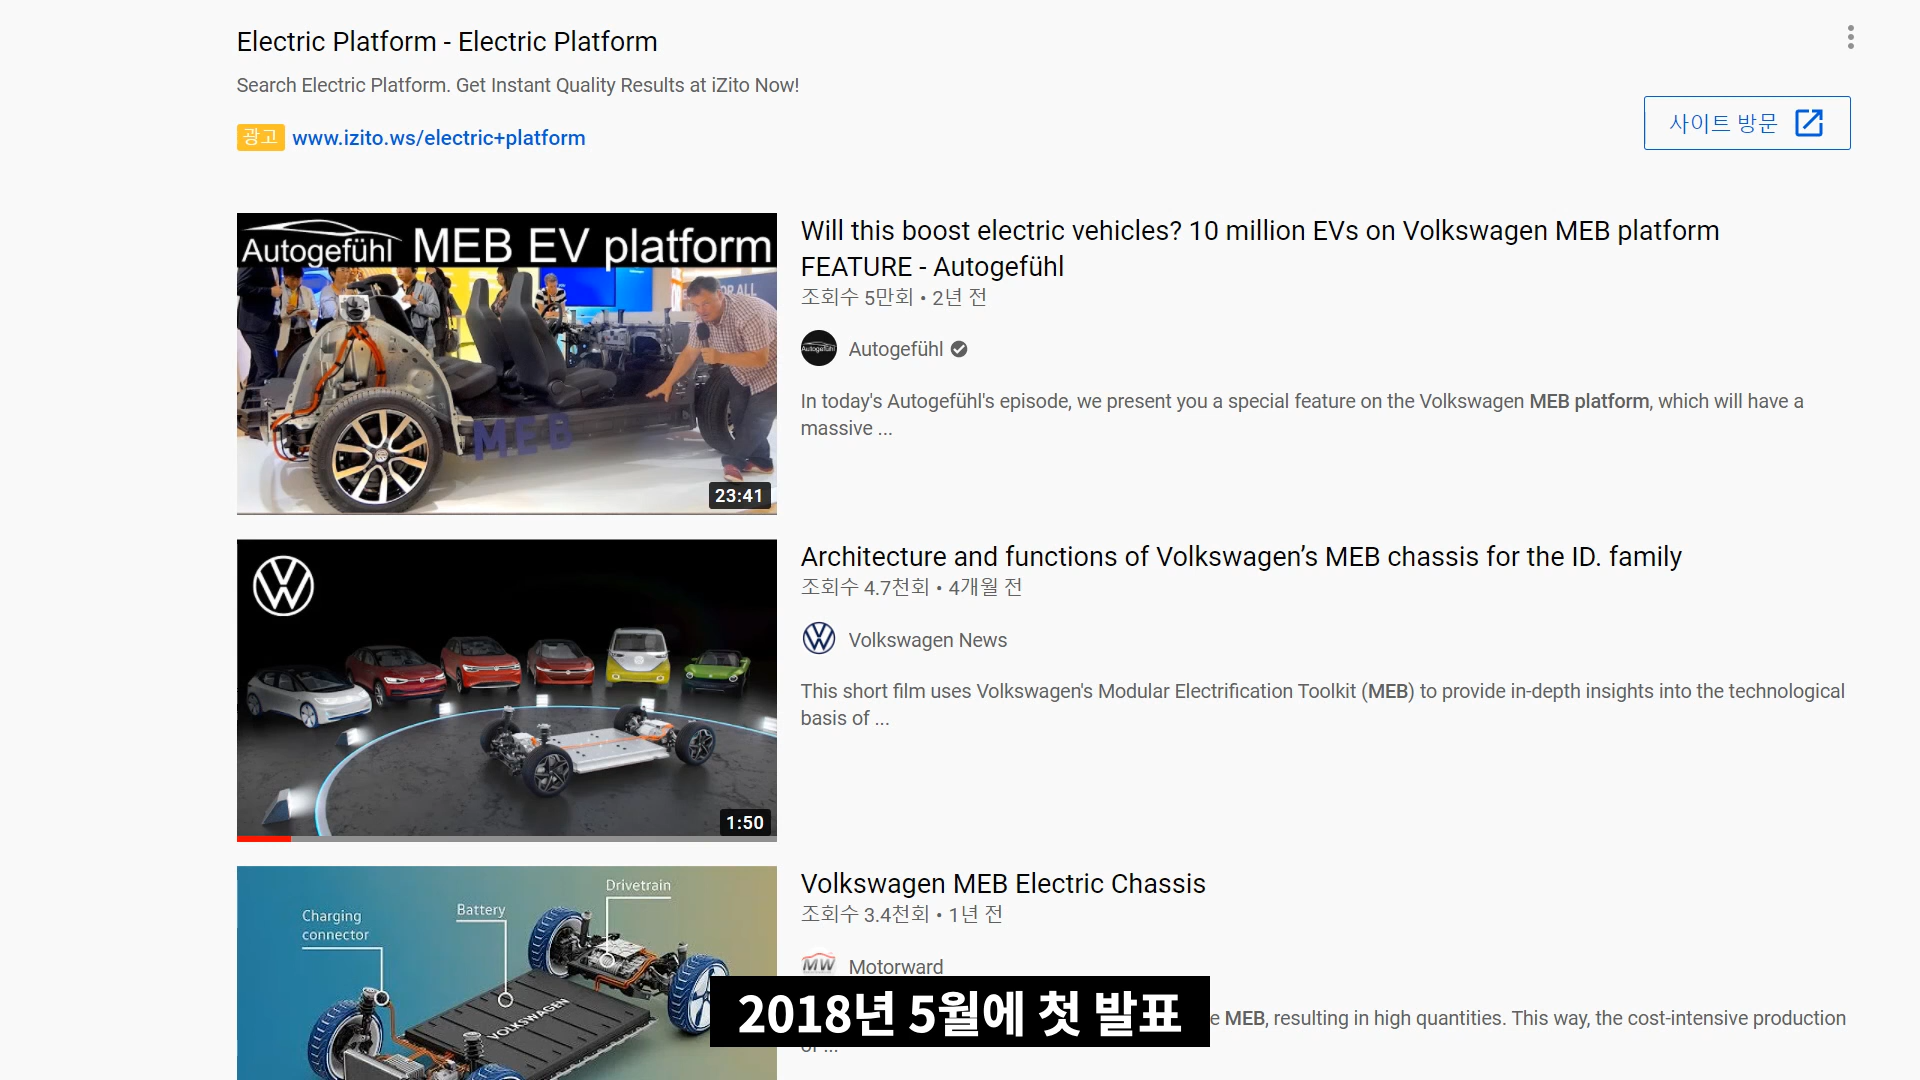 Electric Platform - Electric Platform
Search Electric Platform. Get Instant Quality Results at iZito Now!
광고 www.izito.ws/electric+platform
사이트 방문
Autogefühl MEB EV platform
MEB
23:41
Will this boost electric vehicles? 10 million EVs on Volkswagen MEB platform
FEATURE - Autogefühl
조회수 5만회 • 2년 전
Autogefühl
Autogefühl
In today's Autogefühl's episode, we present you a special feature on the Volkswagen MEB platform, which will have a
massive ...
1:50
Architecture and functions of Volkswagen’s MEB chassis for the ID. family
조회수 4.7천회 • 4개월 전
Volkswagen News
This short film uses Volkswagen's Modular Electrification Toolkit (MEB) to provide in-depth insights into the technological
basis of ...
Drivetrain
Battery
Charging
connector
VOLKSWAGEN
Volkswagen MEB Electric Chassis
조회수 3.4천회 • 1년 전
MW
Motorward
MEB, resulting in high quantities. This way, the cost-intensive production
2018년 5월에 첫 발표